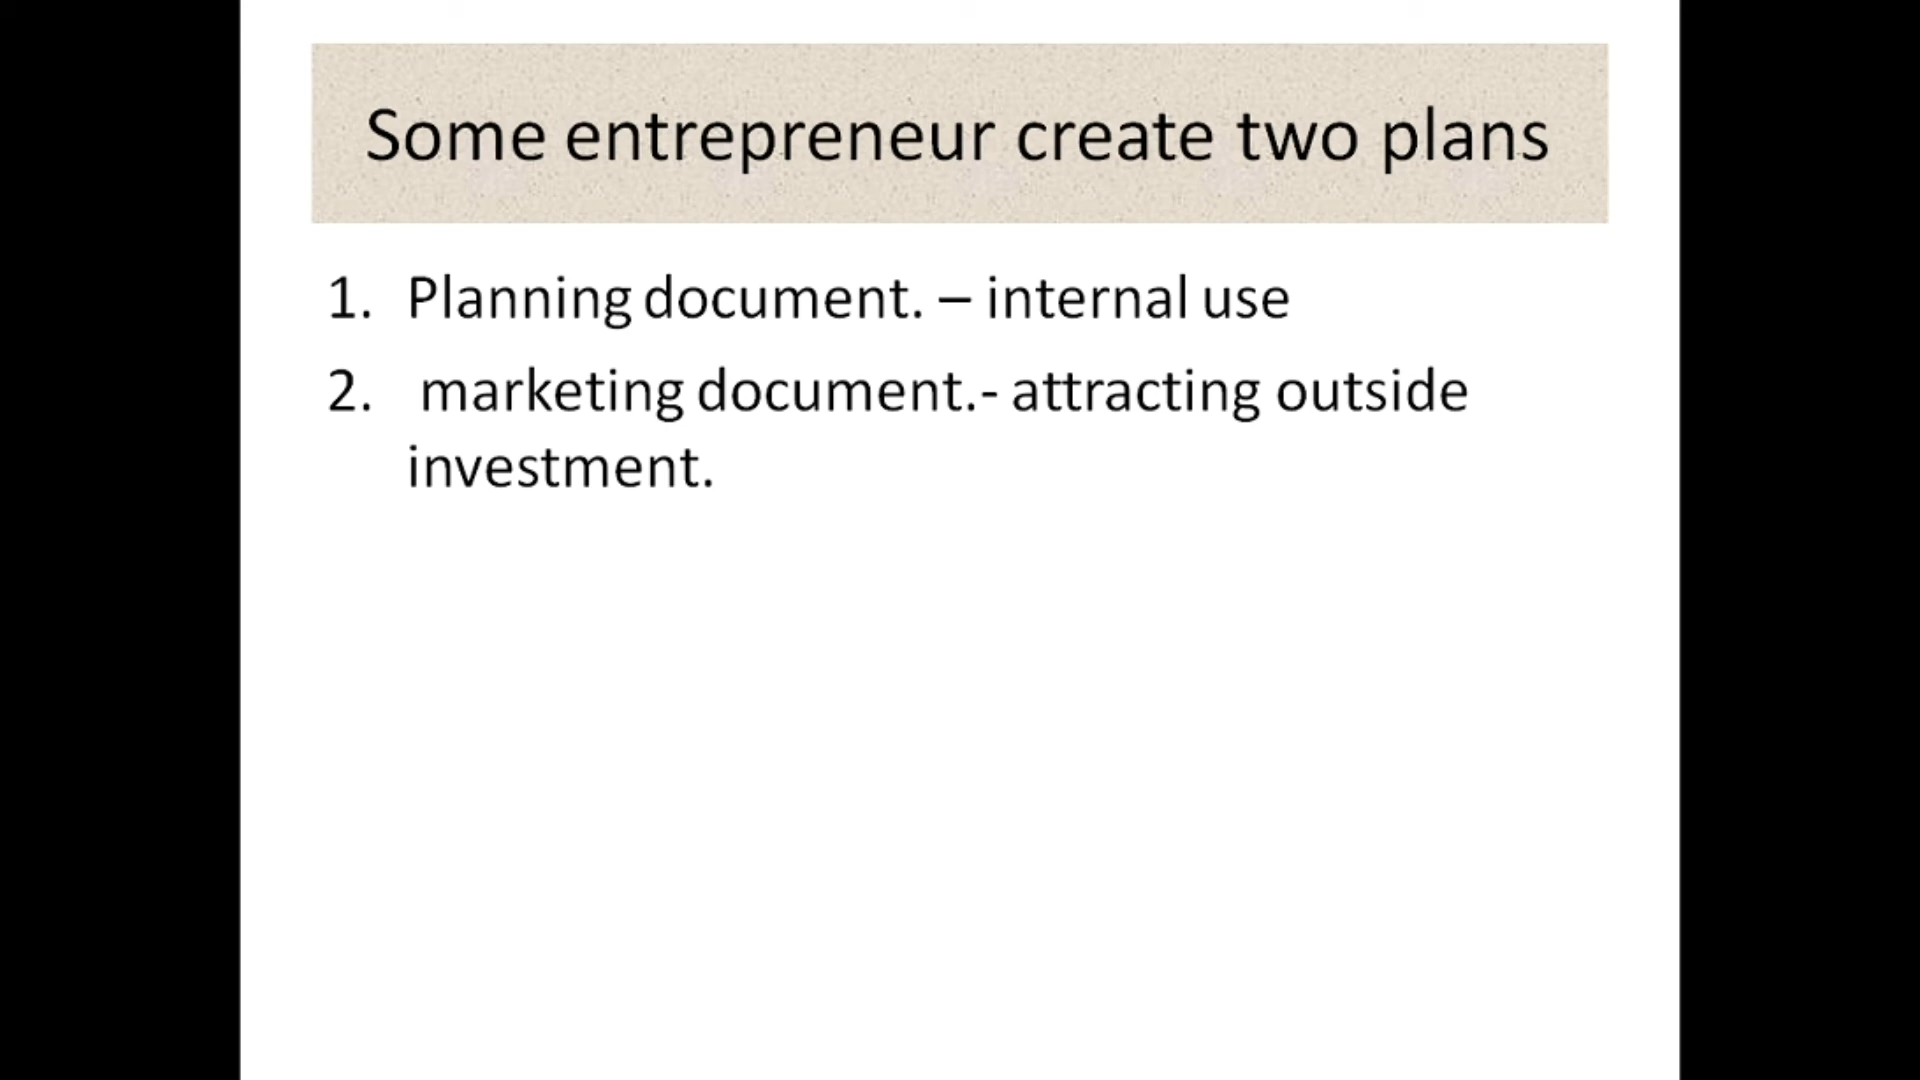 Some entrepreneur create two plans
1. Planning document. – internal use
2. marketing document.- attracting outside
investment.